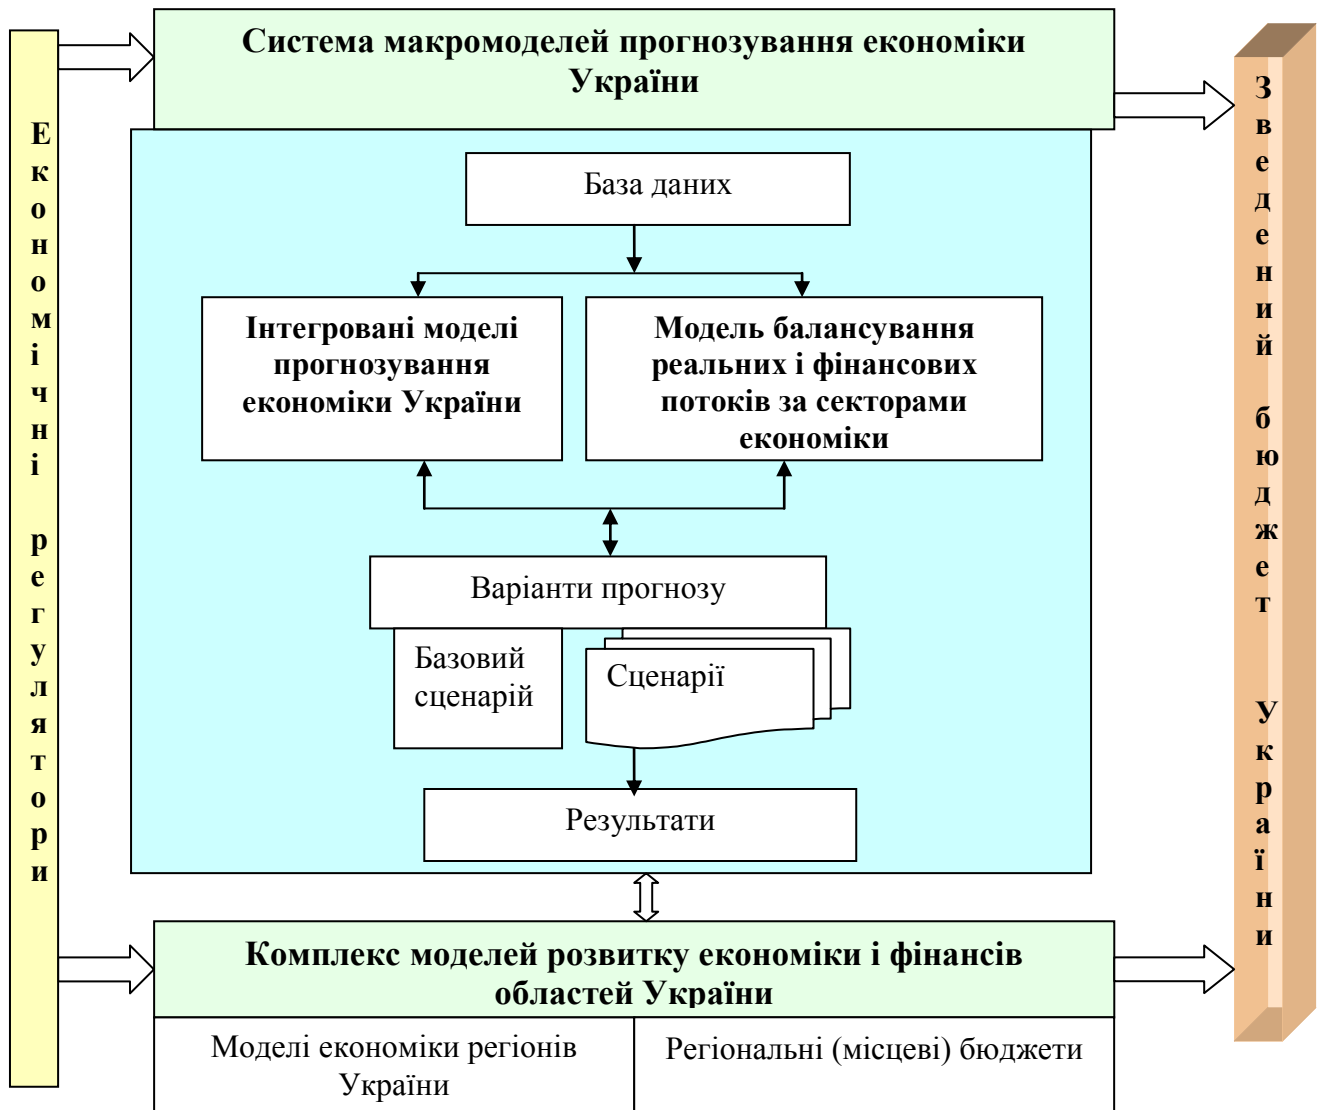 Система макромоделей прогнозування економіки
України
Економічні регулятори
Зведений бюджет України
База даних
Інтегровані моделі
прогнозування
економіки України
Модель балансування
реальних і фінансових
потоків за секторами
економіки
Варіанти прогнозу
Базовий
сценарій
Сценарії
Результати
Комплекс моделей розвитку економіки і фінансів
областей України
Моделі економіки регіонів
України
Регіональні (місцеві) бюджети